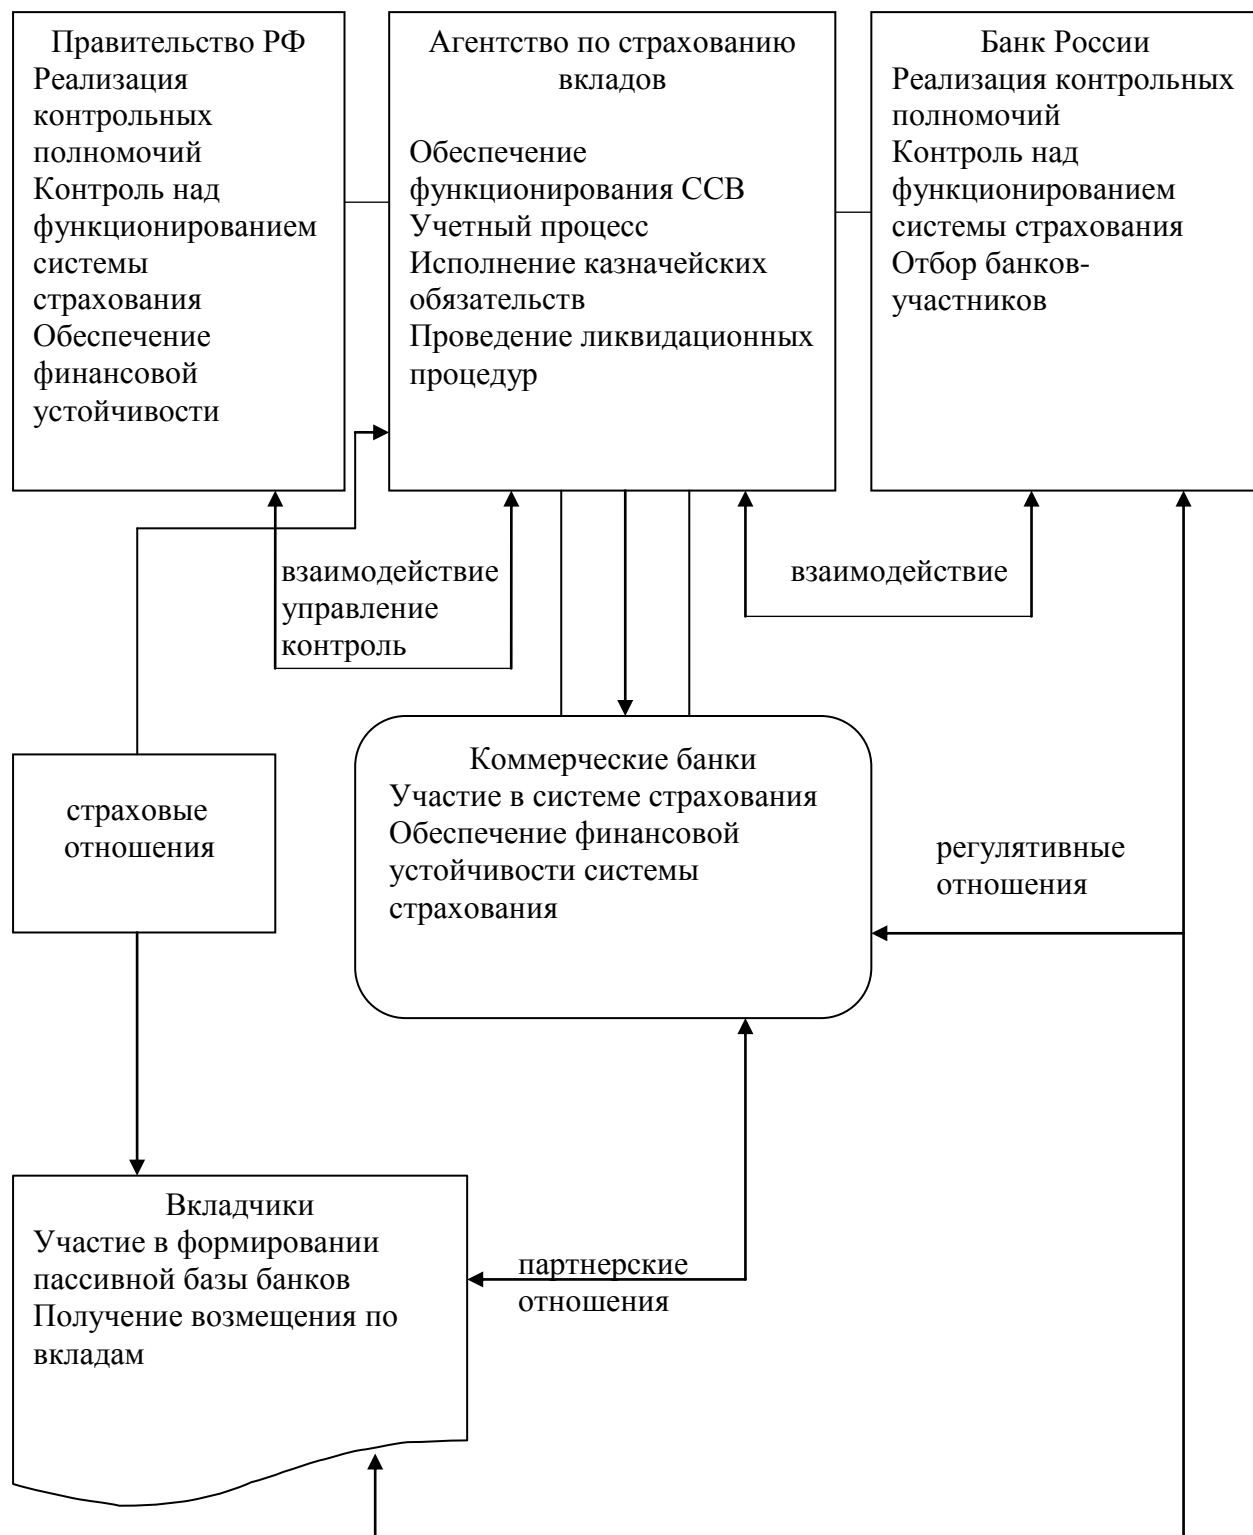 Правительство РФ
Реализация
контрольных
полномочий
Контроль над
функционированием
системы
страхования
Обеспечение
финансовой
устойчивости
Агентство по страхованию
вкладов
Обеспечение
функционирования ССВ
Учетный процесс
Исполнение казначейских
обязательств
Проведение ликвидационных
процедур
Банк России
Реализация контрольных
полномочий
Контроль над
функционированием
системы страхования
Отбор банков-
участников
взаимодействие
управление
контроль
взаимодействие
страховые
отношения
Коммерческие банки
Участие в системе страхования
Обеспечение финансовой
устойчивости системы
страхования
регулятивные
отношения
Вкладчики
Участие в формировании
пассивной базы банков
Получение возмещения по
вкладам
партнерские
отношения